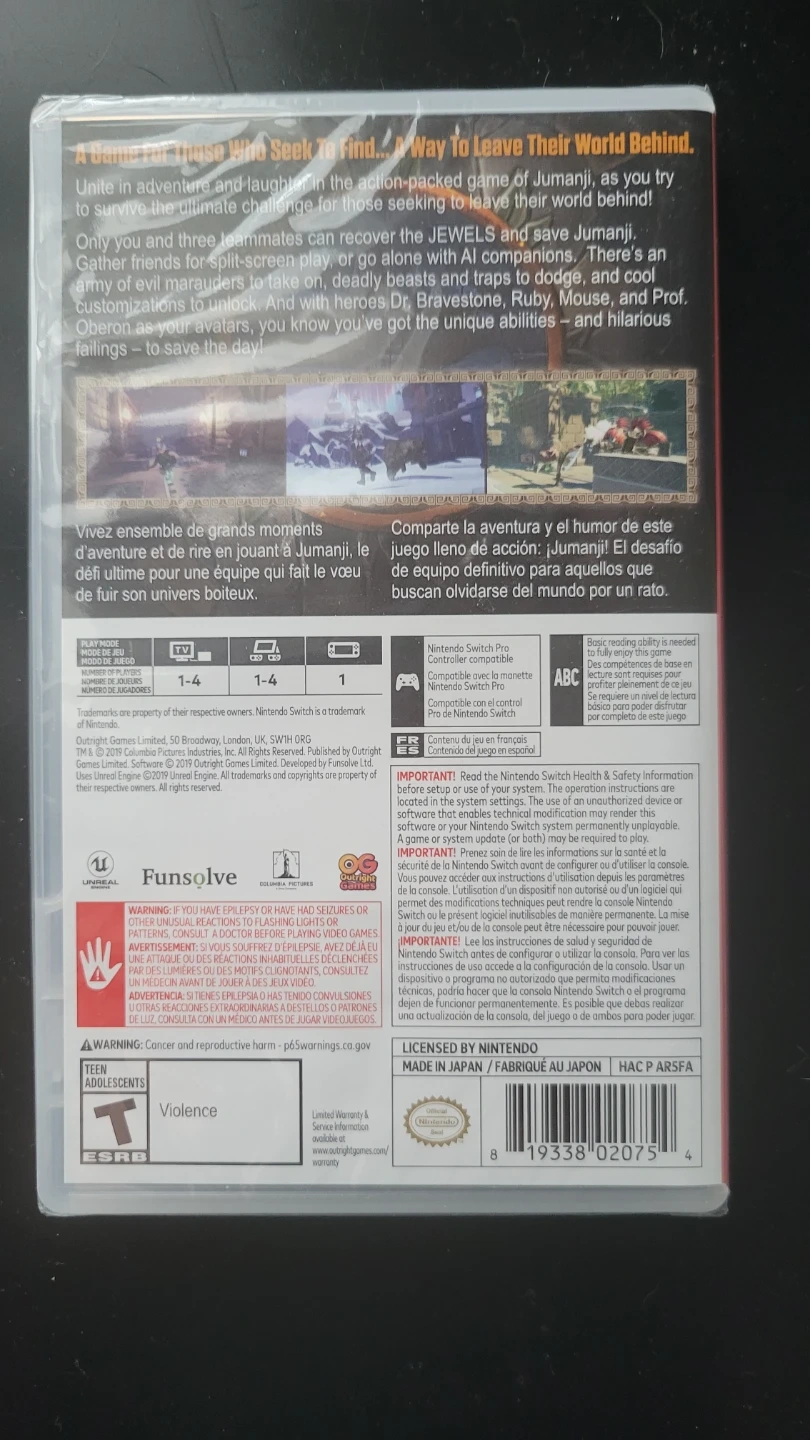 A Game For Those Who Seek To Find... A Way To Leave Their World Behind.
Unite in adventure and laughter in the action-packed game of Jumanji, as you try
to survive the ultimate challenge for those seeking to leave their world behind!
Only you and three teammates can recover the JEWELS and save Jumanji.
Gather friends for split-screen play, or go alone with AI companions. There's an
army of evil marauders to take on, deadly beasts and traps to dodge, and cool
customizations to unlock. And with heroes Dr. Bravestone, Ruby, Mouse, and Prof.
Oberon as your avatars, you know you've got the unique abilities – and hilarious
failings – to save the day!
Vivez ensemble de grands moments
d'aventure et de rire en jouant à Jumanji, le
défi ultime pour une équipe qui fait le vœu
de fuir son univers boiteux.
Comparte la aventura y el humor de este
juego lleno de acción: ¡Jumanji! El desafío
de equipo definitivo para aquellos que
buscan olvidarse del mundo por un rato.
PLAY MODE
MODE DE JEU
MODO DE JUEGO
TV
NUMBER OF PLAYERS
NOMBRE DE JOUEURS
NÚMERO DE JUGADORES
1-4
1-4
1
Nintendo Switch Pro
Controller compatible
Compatible avec la manette
Nintendo Switch Pro
Compatible con el control
Pro de Nintendo Switch
ABC
Basic reading ability is needed
to fully enjoy this game
Des compétences de base en
lecture sont requises pour
profiter pleinement de ce jeu
Se requiere un nivel de lectura
básico para poder disfrutar
por completo de este juego
FR Contenu du jeu en français
ES Contenido del juego en español
Trademarks are property of their respective owners. Nintendo Switch is a trademark
of Nintendo.
Outright Games Limited, 50 Broadway, London, UK, SW1H 0RG
TM & © 2019 Columbia Pictures Industries, Inc. All Rights Reserved. Published by Outright
Games Limited. Software © 2019 Outright Games Limited. Developed by Funsolve Ltd.
Uses Unreal Engine ©2019 Unreal Engine. All trademarks and copyrights are property of
their respective owners. All rights reserved.
UNREAL
ENGINE
Funsolve
COLUMBIA PICTURES
OG
Outright
Games
IMPORTANT! Read the Nintendo Switch Health & Safety Information
before setup or use of your system. The operation instructions are
located in the system settings. The use of an unauthorized device or
software that enables technical modification may render this
software or your Nintendo Switch system permanently unplayable.
A game or system update (or both) may be required to play.
IMPORTANT! Prenez soin de lire les informations sur la santé et la
sécurité de la Nintendo Switch avant de configurer ou d'utiliser la console.
Vous pouvez accéder aux instructions d'utilisation depuis les paramètres
de la console. L'utilisation d'un dispositif non autorisé ou d'un logiciel qui
permet des modifications techniques peut rendre la console Nintendo
Switch ou le présent logiciel inutilisables de manière permanente. La mise
à jour du jeu et/ou de la console peut être nécessaire pour pouvoir jouer.
¡IMPORTANTE! Lee las instrucciones de salud y seguridad de
Nintendo Switch antes de configurar o utilizar la consola. Para ver las
instrucciones de uso accede a la configuración de la consola. Usar un
dispositivo o programa no autorizado que permita modificaciones
técnicas, podría hacer que la consola Nintendo Switch o el programa
dejen de funcionar permanentemente. Es posible que debas realizar
una actualización de la consola, del juego o de ambos para poder jugar.
WARNING: IF YOU HAVE EPILEPSY OR HAVE HAD SEIZURES OR
OTHER UNUSUAL REACTIONS TO FLASHING LIGHTS OR
PATTERNS, CONSULT A DOCTOR BEFORE PLAYING VIDEO GAMES.
AVERTISSEMENT: SI VOUS SOUFFREZ D'ÉPILEPSIE, AVEZ DÉJÀ EU
UNE ATTAQUE OU DES RÉACTIONS INHABITUELLES DÉCLENCHÉES
PAR DES LUMIÈRES OU DES MOTIFS CLIGNOTANTS, CONSULTEZ
UN MÉDECIN AVANT DE JOUER À DES JEUX VIDÉO.
ADVERTENCIA: SI TIENES EPILEPSIA O HAS TENIDO CONVULSIONES
U OTRAS REACCIONES EXTRAORDINARIAS A DESTELLOS O PATRONES
DE LUZ, CONSULTA CON UN MÉDICO ANTES DE JUGAR VIDEOJUEGOS.
WARNING: Cancer and reproductive harm - p65warnings.ca.gov
TEEN
ADOLESCENTS
T
ESRB
Violence
Limited Warranty &
Service Information
available at
www.outrightgames.com/
warranty
LICENSED BY NINTENDO
MADE IN JAPAN / FABRIQUÉ AU JAPON
HAC P AR5FA
Official
Nintendo
Seal
8 19338 02075 4